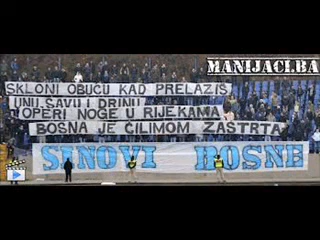 MANIJACI.BA
SKLONI OBUĆU KAD PRELAZIŠ
UNU,SAVU I DRINU
OPERI NOGE U RIJEKAMA
BOSNA JE ĆILIMOM ZASTRTA
SINOVI BOSNE